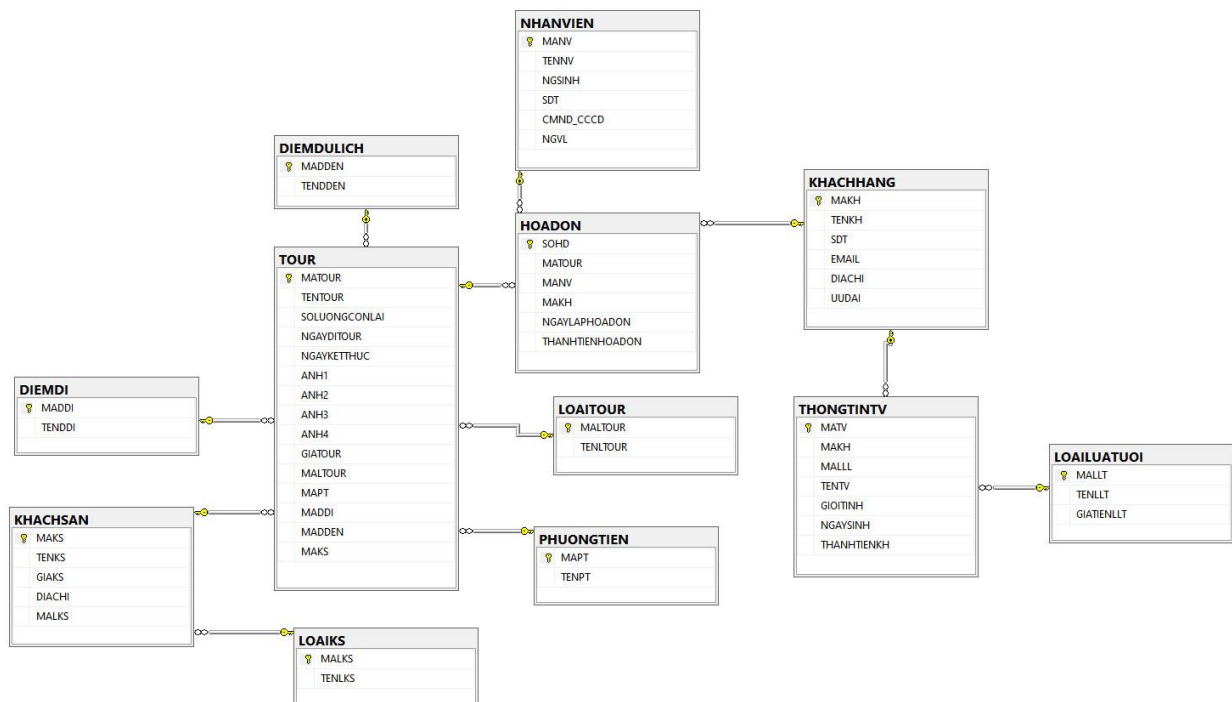 NHANVIEN
MANV
TENNV
NGSINH
SDT
CMND_CCCD
NGVL
DIEMDULICH
MADDEN
TENDDEN
KHACHHANG
MAKH
TENKH
SDT
EMAIL
DIACHI
UUDAI
HOADON
SOHD
MATOUR
MANV
MAKH
NGAYLAPHOADON
THANHTIENHOADON
TOUR
MATOUR
TENTOUR
SOLUONGCONLAI
NGAYDITOUR
NGAYKETTHUC
ANH1
ANH2
ANH3
ANH4
GIATOUR
MALTOUR
MAPT
MADDI
MADDEN
MAKS
DIEMDI
MADDI
TENDDI
LOAITOUR
MALTOUR
TENLTOUR
THONGTINTV
MATV
MAKH
MALLL
TENTV
GIOITINH
NGAYSINH
THANHTIENKH
LOAILUATUOI
MALLT
TENLLT
GIATIENLLT
KHACHSAN
MAKS
TENKS
GIAKS
DIACHI
MALKS
PHUONGTIEN
MAPT
TENPT
LOAIKS
MALKS
TENLKS